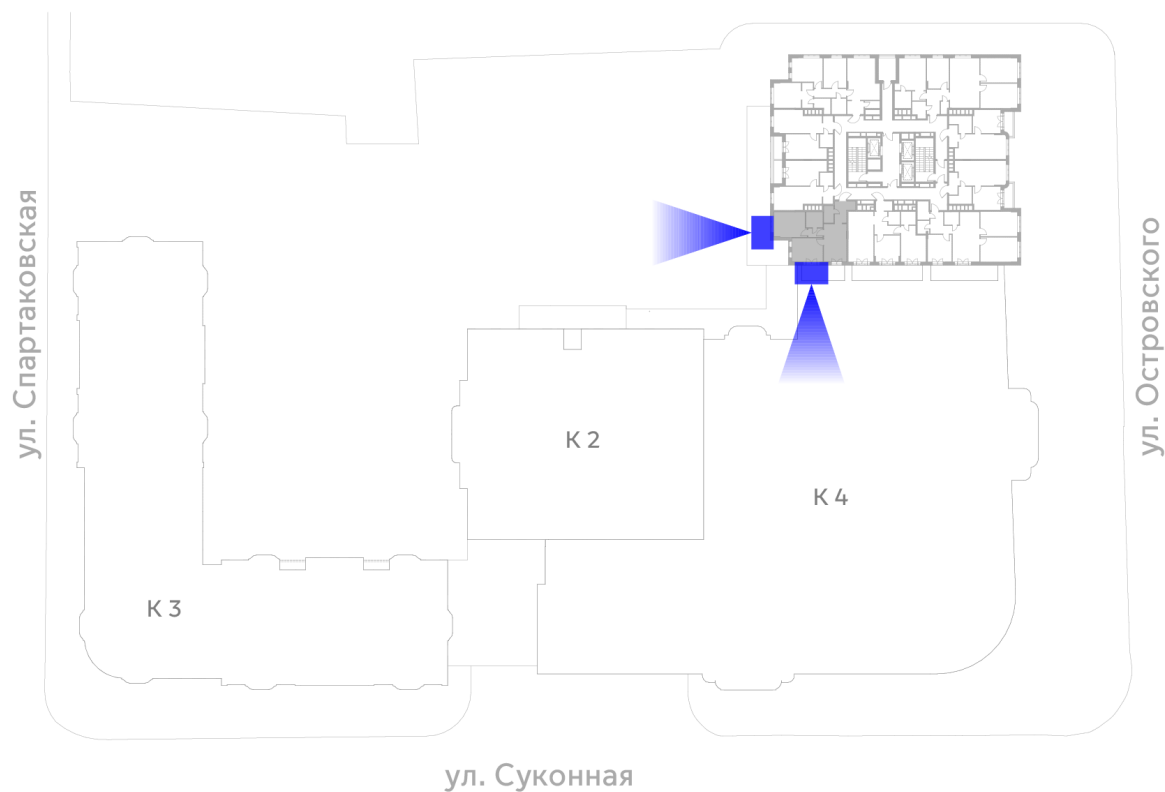 ул. Спартаковская
ул. Островского
К 2
К 4
К 3
ул. Суконная